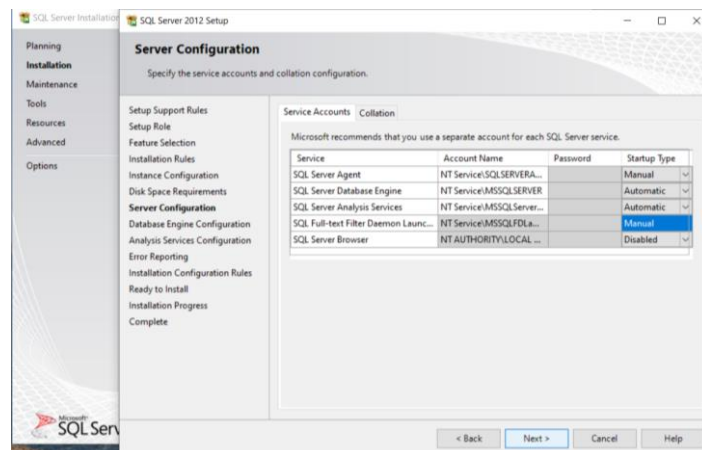 SQL Server Installation
SQL Server 2012 Setup
Planning
Installation
Maintenance
Tools
Resources
Advanced
Options
Server Configuration
Specify the service accounts and collation configuration.
Setup Support Rules
Setup Role
Feature Selection
Installation Rules
Instance Configuration
Disk Space Requirements
Server Configuration
Database Engine Configuration
Analysis Services Configuration
Error Reporting
Installation Configuration Rules
Ready to Install
Installation Progress
Complete
Service Accounts Collation
Microsoft recommends that you use a separate account for each SQL Server service.
Service Account Name Password Startup Type
SQL Server Agent NT Service\SQLSERVERA... Manual
SQL Server Database Engine NT Service\MSSQLSERVER Automatic
SQL Server Analysis Services NT Service\MSSQLServer... Automatic
SQL Full-text Filter Daemon Launc... NT Service\MSSQLFDLa... Manual
SQL Server Browser NT AUTHORITY\LOCAL ... Disabled
Microsoft
SQL Serv
< Back Next > Cancel Help